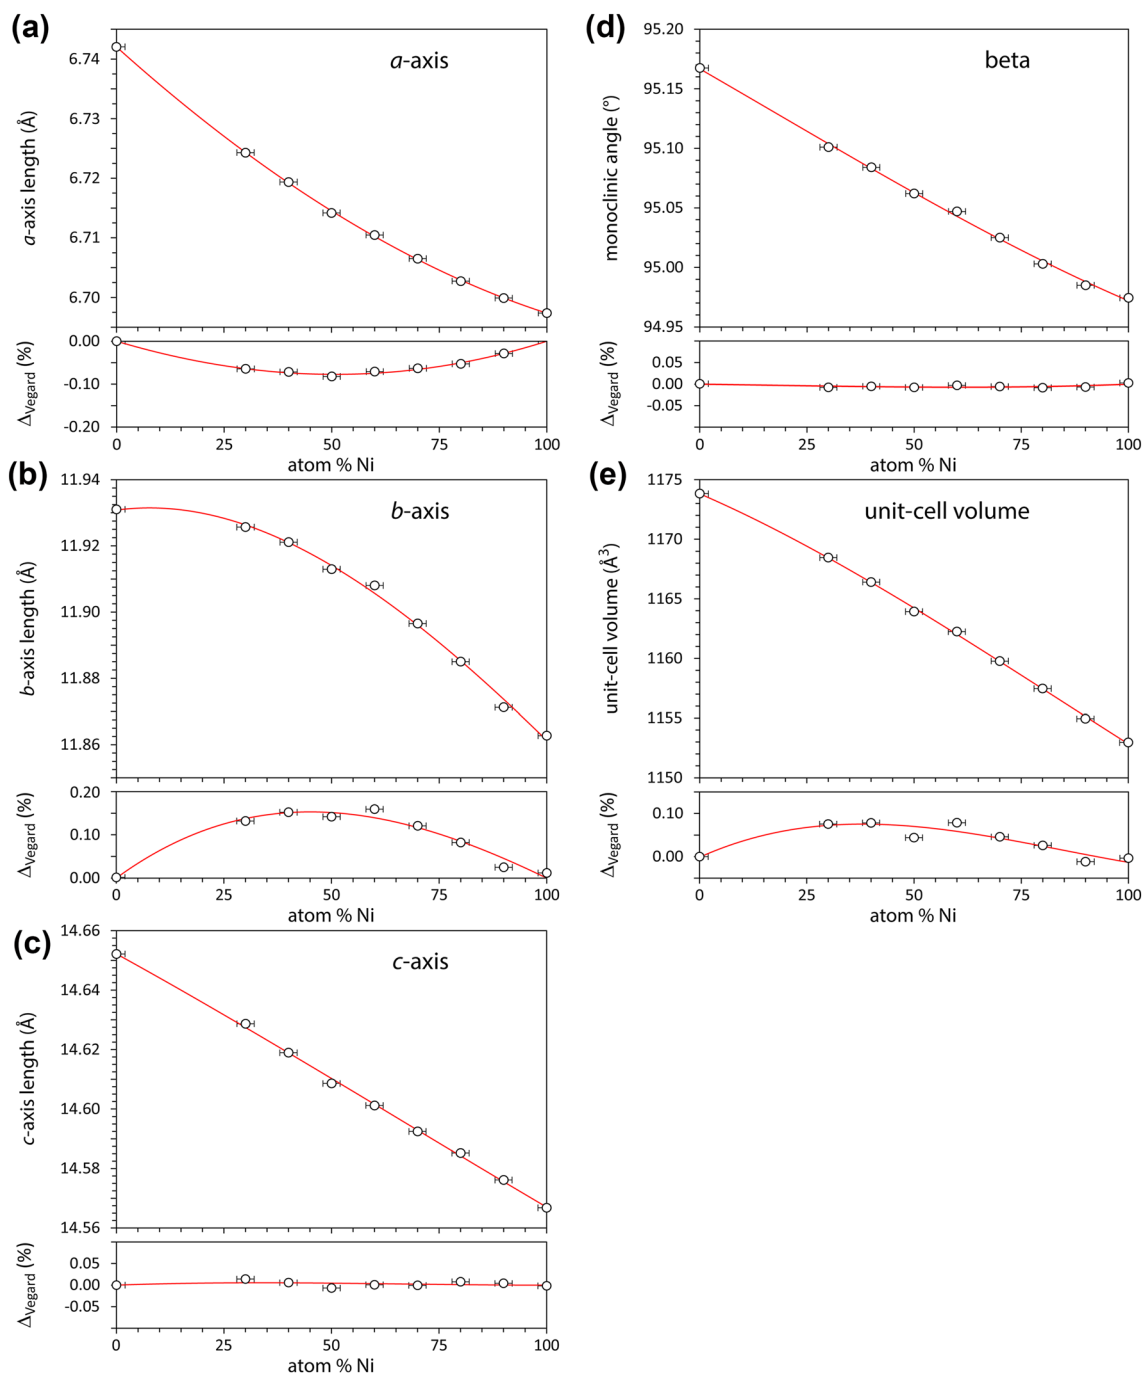 (a)
a-axis
a-axis length (Å)
6.74
6.73
6.72
6.71
6.70
ΔVegard (%)
0.00
-0.10
-0.20
0 25 50 75 100
atom % Ni
(b)
b-axis
b-axis length (Å)
11.94
11.92
11.90
11.88
11.86
ΔVegard (%)
0.20
0.10
0.00
0 25 50 75 100
atom % Ni
(c)
c-axis
c-axis length (Å)
14.66
14.64
14.62
14.60
14.58
14.56
ΔVegard (%)
0.05
0.00
-0.05
0 25 50 75 100
atom % Ni
(d)
beta
monoclinic angle (°)
95.20
95.15
95.10
95.05
95.00
94.95
ΔVegard (%)
0.05
0.00
-0.05
0 25 50 75 100
atom % Ni
(e)
unit-cell volume
unit-cell volume (Å³)
1175
1170
1165
1160
1155
1150
ΔVegard (%)
0.10
0.00
0 25 50 75 100
atom % Ni